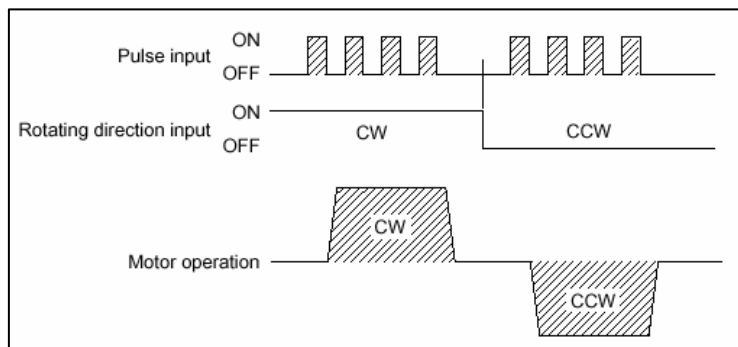 ON
Pulse input
OFF
ON
Rotating direction input
CW
CCW
OFF
CW
Motor operation
CCW